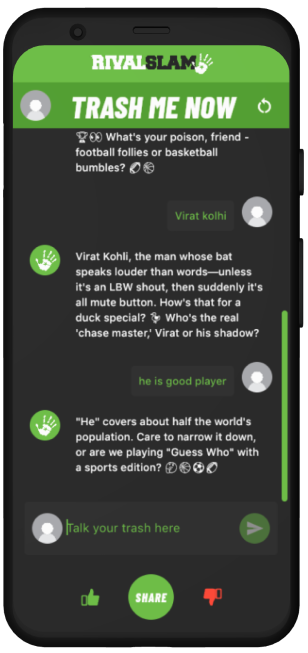 RIVALSLAM
TRASH ME NOW
🏆👀 What's your poison, friend -
football follies or basketball
bumbles? 🏈🏀
Virat kolhi
Virat Kohli, the man whose bat
speaks louder than words—unless
it's an LBW shout, then suddenly it's
all mute button. How's that for a
duck special? 🦆 Who's the real
'chase master,' Virat or his shadow?
he is good player
"He" covers about half the world's
population. Care to narrow it down,
or are we playing "Guess Who" with
a sports edition? 🏐🏀⚽🏈
Talk your trash here
SHARE